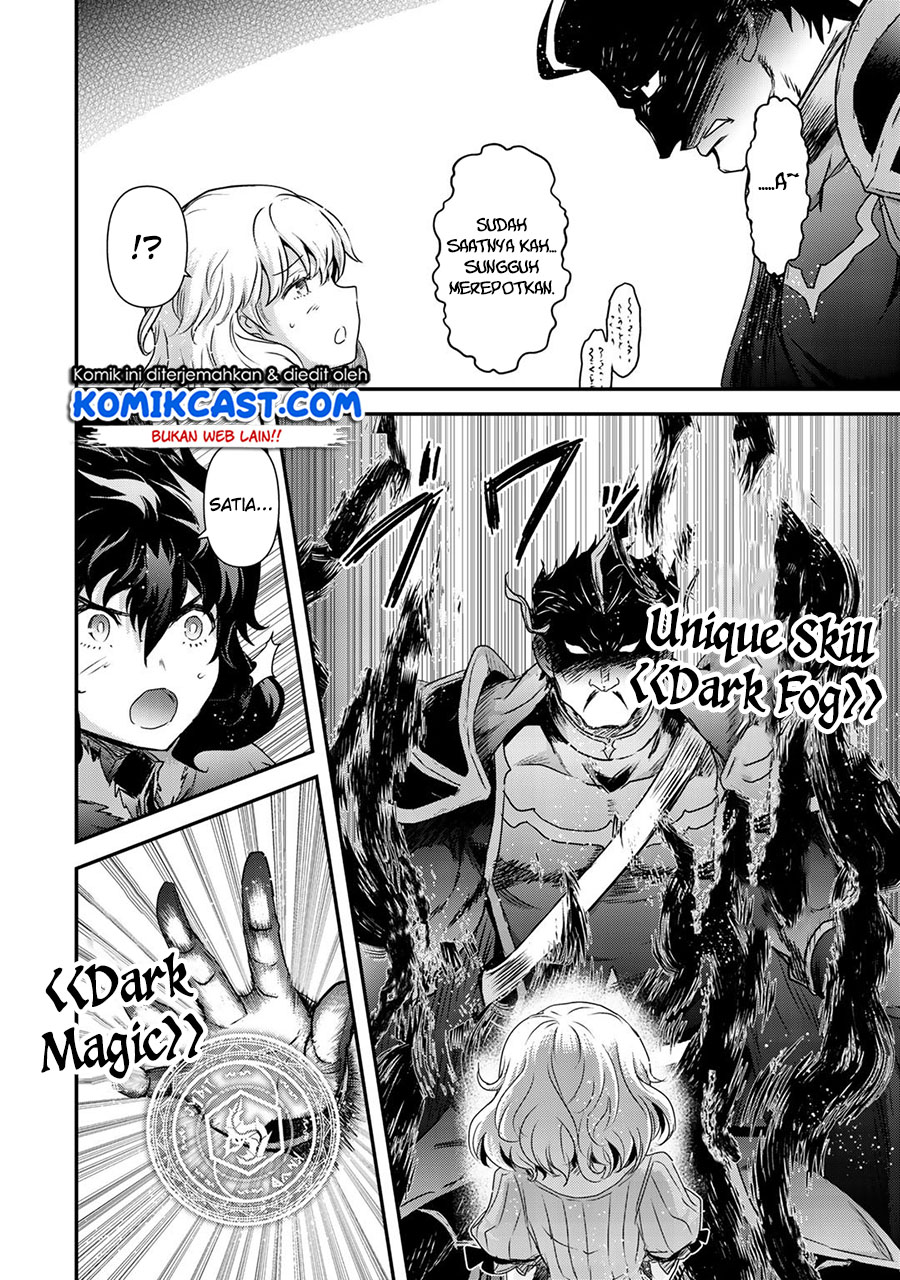 .....A~
SUDAH
SAATNYA KAH...
SUNGGUH
MEREPOTKAN.
!?
Komik ini diterjemahkan & diedit oleh
KOMIKCAST.COM
BUKAN WEB LAIN!!
Unique Skill
<<Dark Fog>>
SATIA...
<<Dark
Magic>>